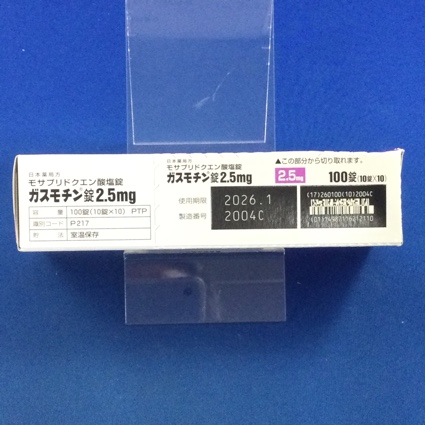 日本薬局方
モサプリドクエン酸塩錠
ガスモチン錠2.5mg
容量 100錠(10錠×10) PTP
識別コード P217
貯法 室温保存
日本薬局方
モサプリドクエン酸塩錠
ガスモチン錠2.5mg
2.5mg
▲この部分から切り取れます。
100錠(10錠×10)
使用期限 2026.1
製造番号 2004C
(17)260100(10)2004C